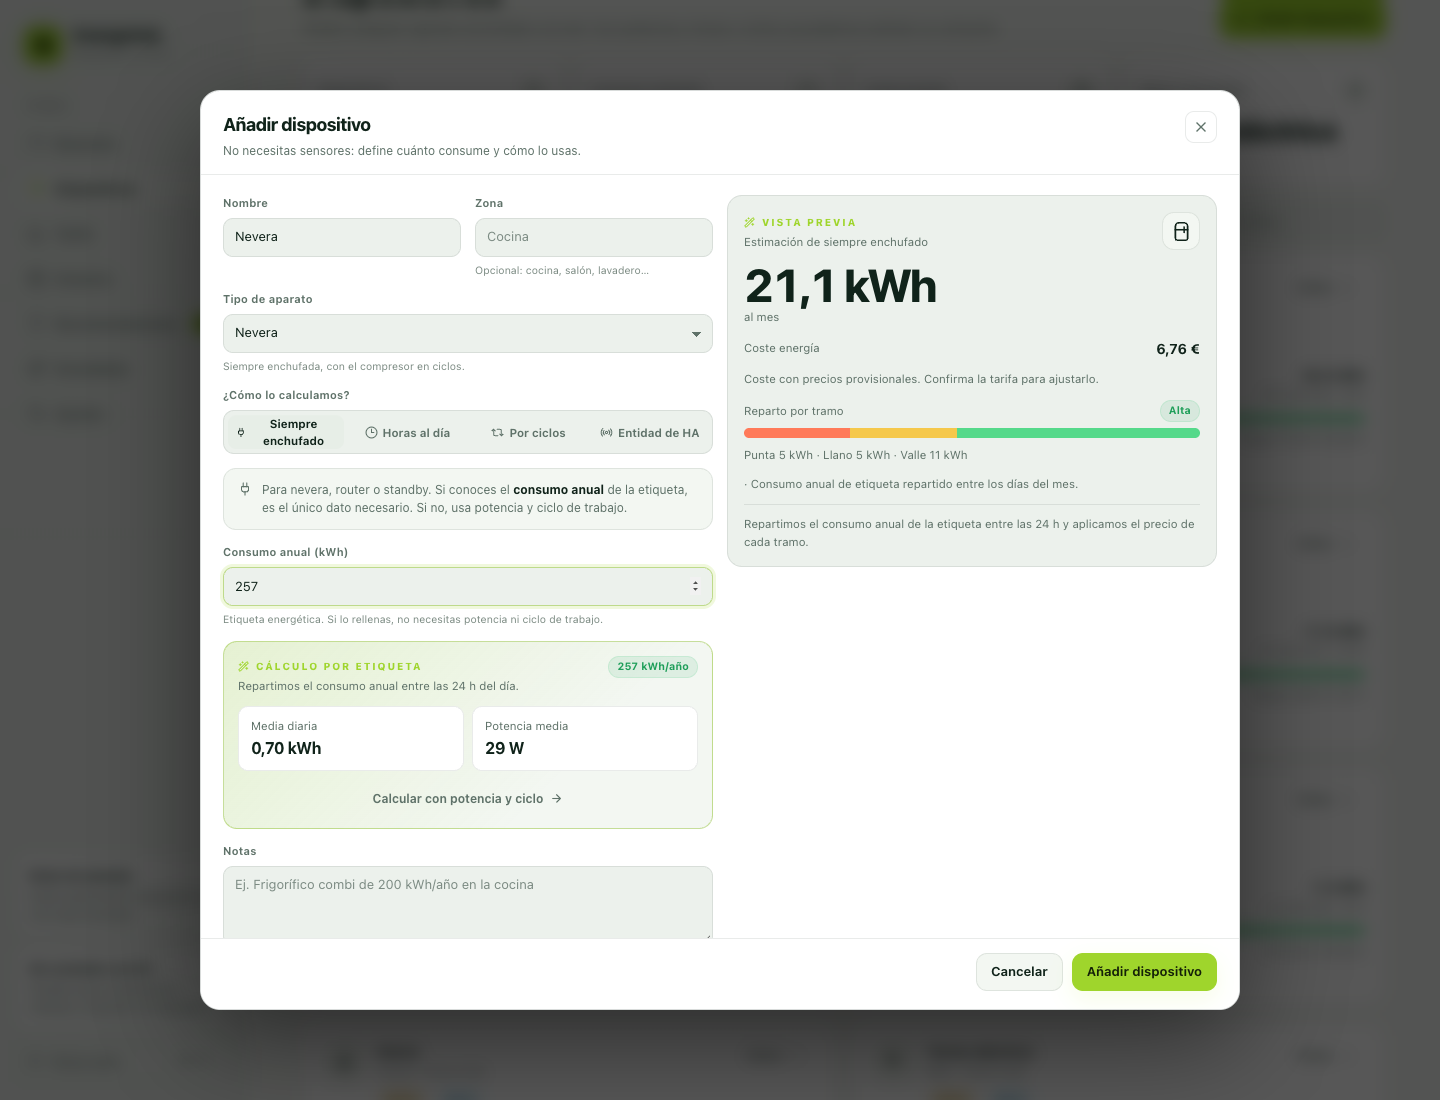 Añadir dispositivo
No necesitas sensores: define cuánto consume y cómo lo usas.
Nombre
Zona
Nevera
Cocina
Opcional: cocina, salón, lavadero...
Tipo de aparato
Nevera
Siempre enchufada, con el compresor en ciclos.
¿Cómo lo calculamos?
Siempre
enchufado
Horas al día
Por ciclos
Entidad de HA
Para nevera, router o standby. Si conoces el consumo anual de la etiqueta,
es el único dato necesario. Si no, usa potencia y ciclo de trabajo.
Consumo anual (kWh)
257
Etiqueta energética. Si lo rellenas, no necesitas potencia ni ciclo de trabajo.
CÁLCULO POR ETIQUETA
257 kWh/año
Repartimos el consumo anual entre las 24 h del día.
Media diaria
0,70 kWh
Potencia media
29 W
Calcular con potencia y ciclo →
Notas
Ej. Frigorífico combi de 200 kWh/año en la cocina
VISTA PREVIA
Estimación de siempre enchufado
21,1 kWh
al mes
Coste energía
6,76 €
Coste con precios provisionales. Confirma la tarifa para ajustarlo.
Reparto por tramo
Alta
Punta 5 kWh · Llano 5 kWh · Valle 11 kWh
· Consumo anual de etiqueta repartido entre los días del mes.
Repartimos el consumo anual de la etiqueta entre las 24 h y aplicamos el precio de
cada tramo.
Cancelar
Añadir dispositivo